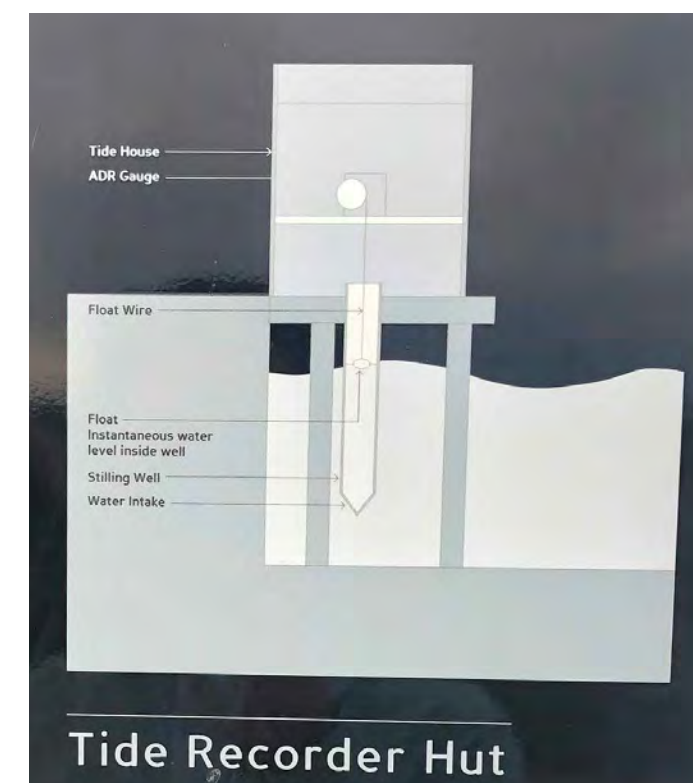 Tide House
ADR Gauge
Float Wire
Float
Instantaneous water
level inside well
Stilling Well
Water Intake
Tide Recorder Hut